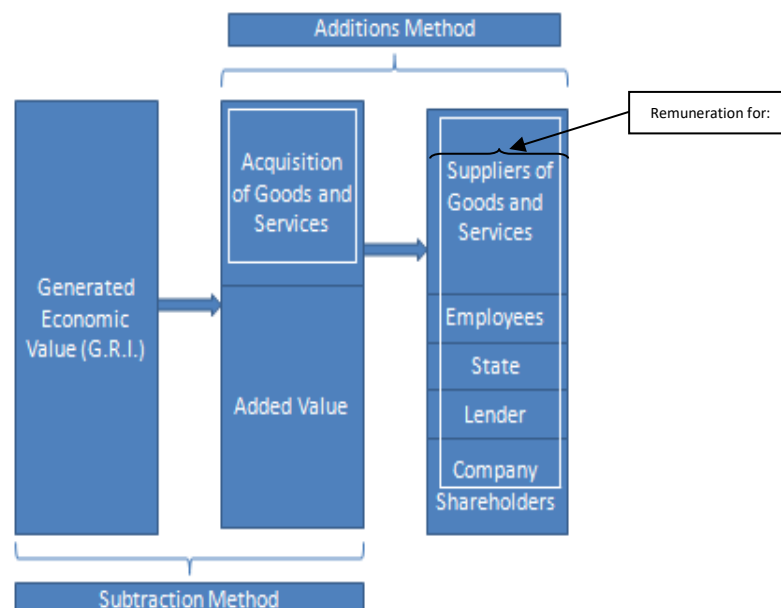 Additions Method
Remuneration for:
Generated
Economic
Value (G.R.I.)
Acquisition
of Goods and
Services
Added Value
Suppliers of
Goods and
Services
Employees
State
Lender
Company
Shareholders
Subtraction Method